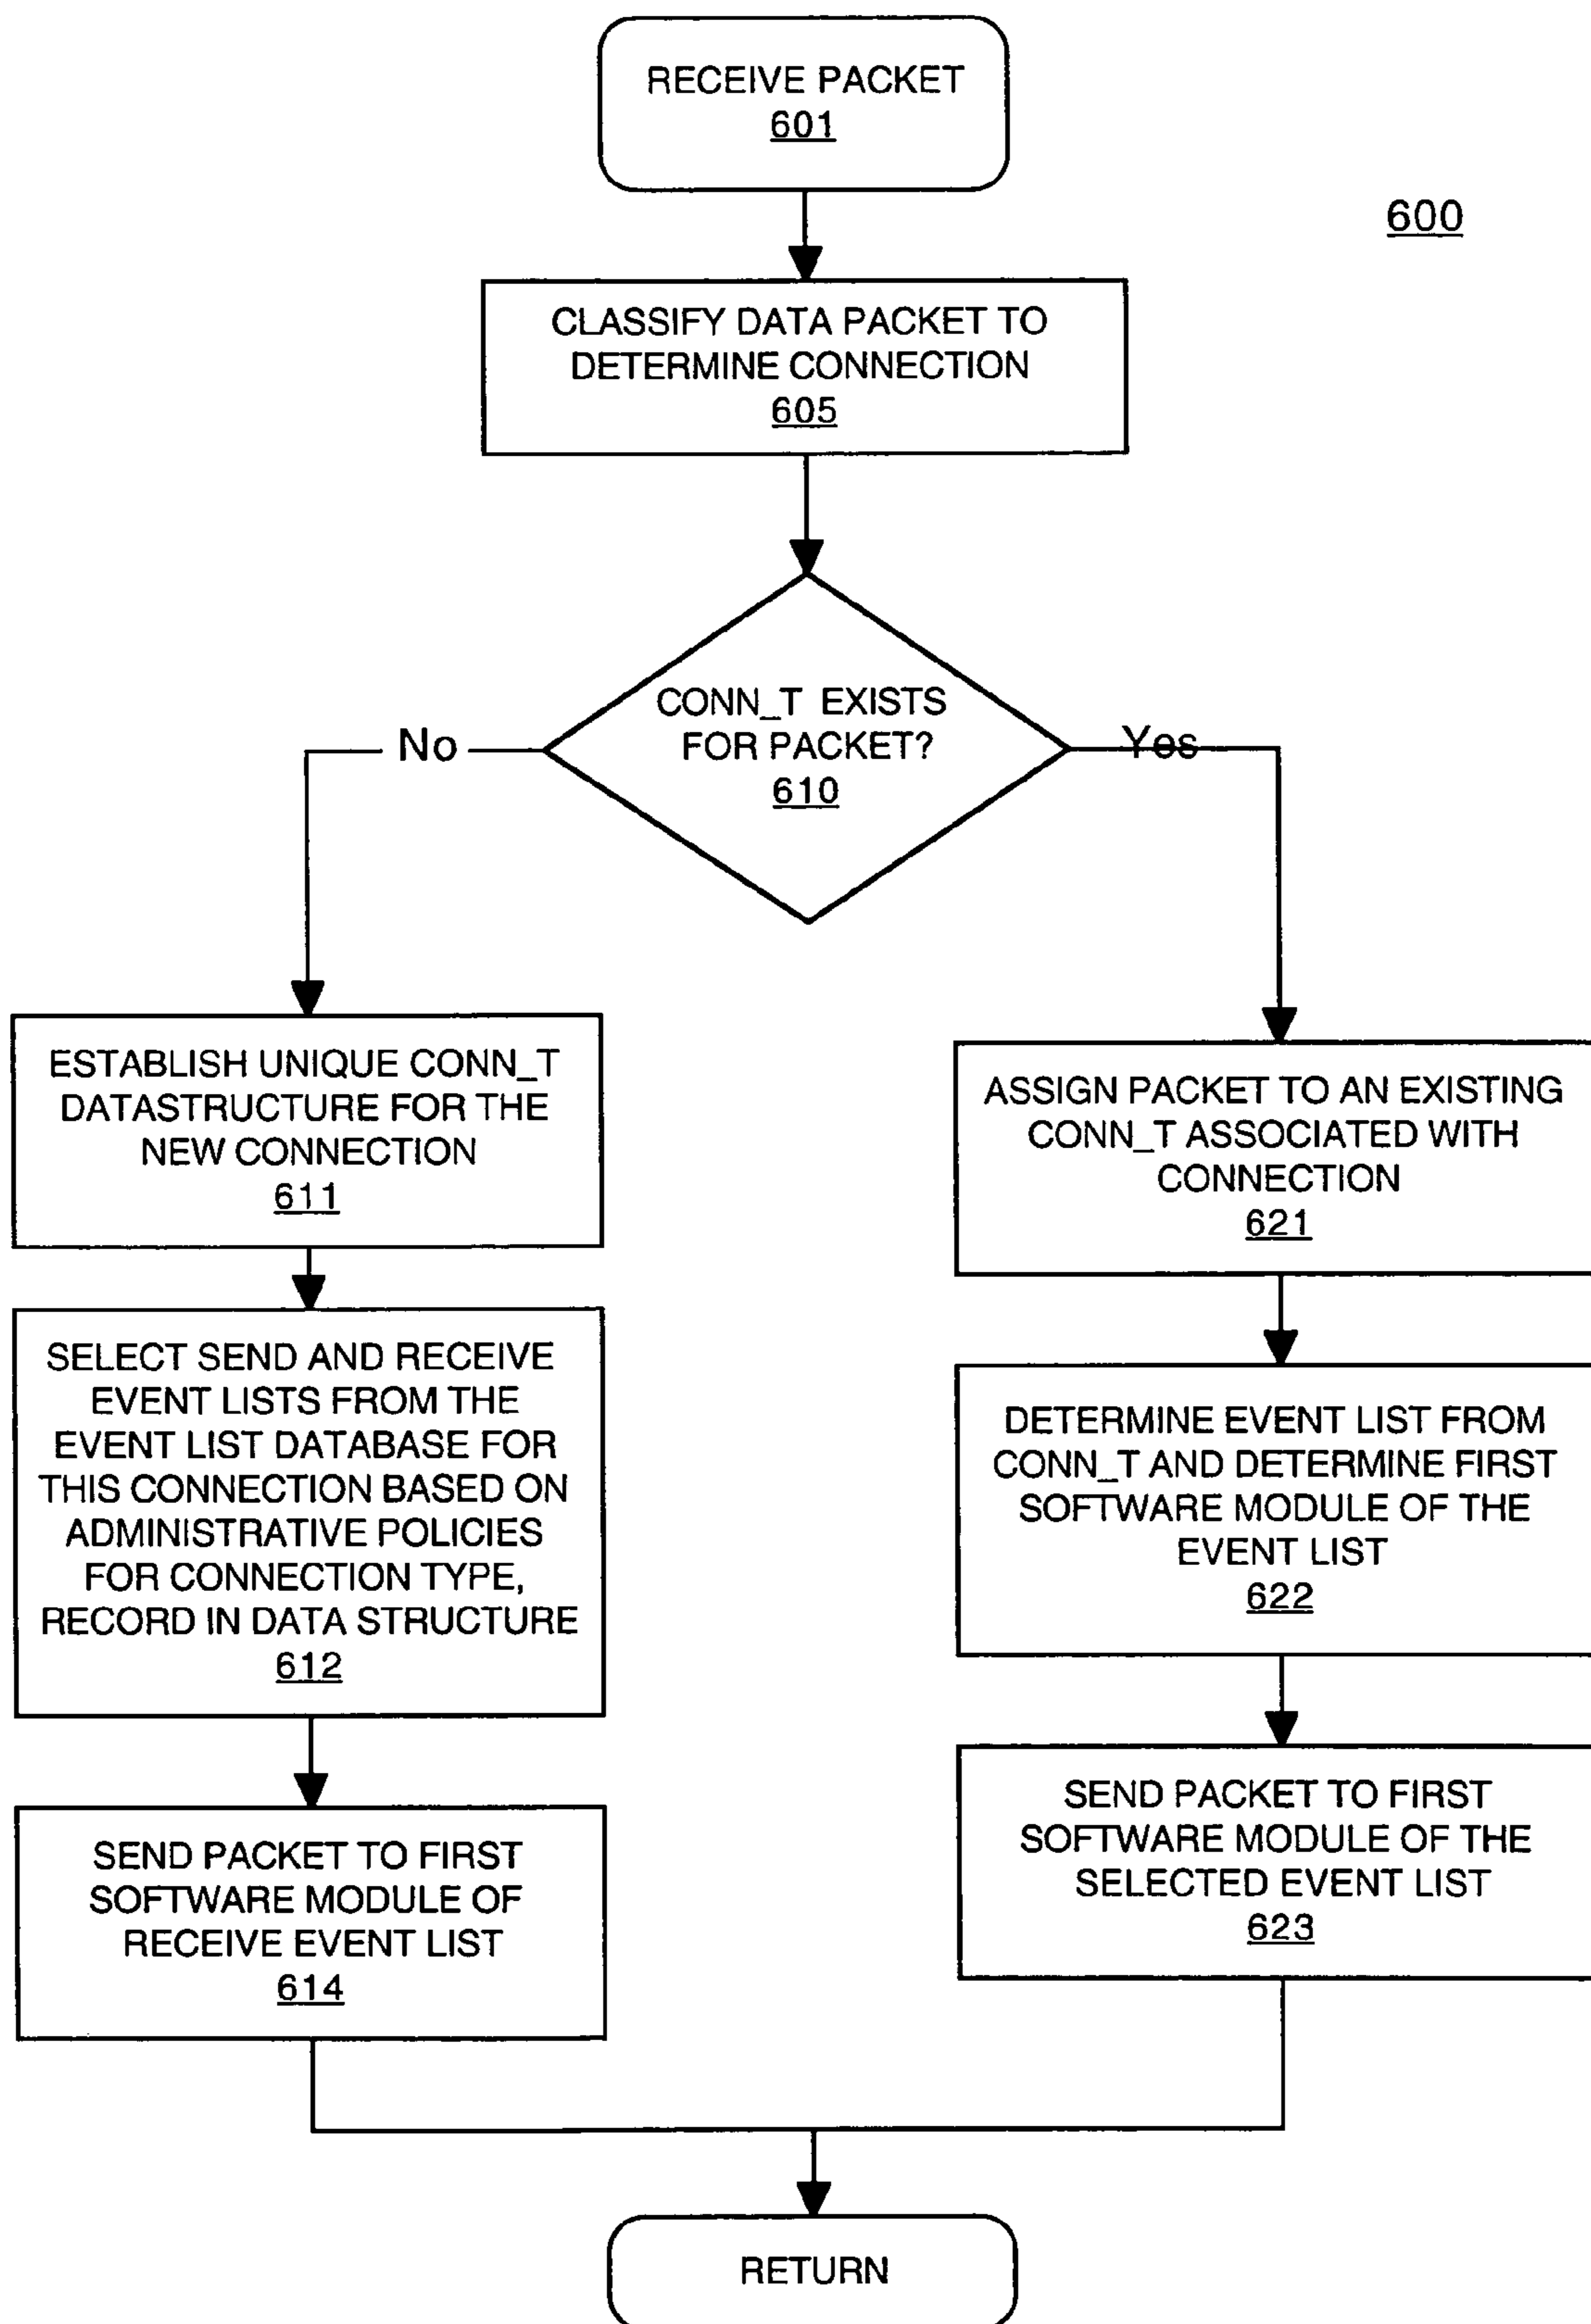 RECEIVE PACKET
601
600
CLASSIFY DATA PACKET TO
DETERMINE CONNECTION
605
CONN_T EXISTS
FOR PACKET?
610
No
Yes
ESTABLISH UNIQUE CONN_T
DATASTRUCTURE FOR THE
NEW CONNECTION
611
SELECT SEND AND RECEIVE
EVENT LISTS FROM THE
EVENT LIST DATABASE FOR
THIS CONNECTION BASED ON
ADMINISTRATIVE POLICIES
FOR CONNECTION TYPE,
RECORD IN DATA STRUCTURE
612
SEND PACKET TO FIRST
SOFTWARE MODULE OF
RECEIVE EVENT LIST
614
ASSIGN PACKET TO AN EXISTING
CONN_T ASSOCIATED WITH
CONNECTION
621
DETERMINE EVENT LIST FROM
CONN_T AND DETERMINE FIRST
SOFTWARE MODULE OF THE
EVENT LIST
622
SEND PACKET TO FIRST
SOFTWARE MODULE OF THE
SELECTED EVENT LIST
623
RETURN